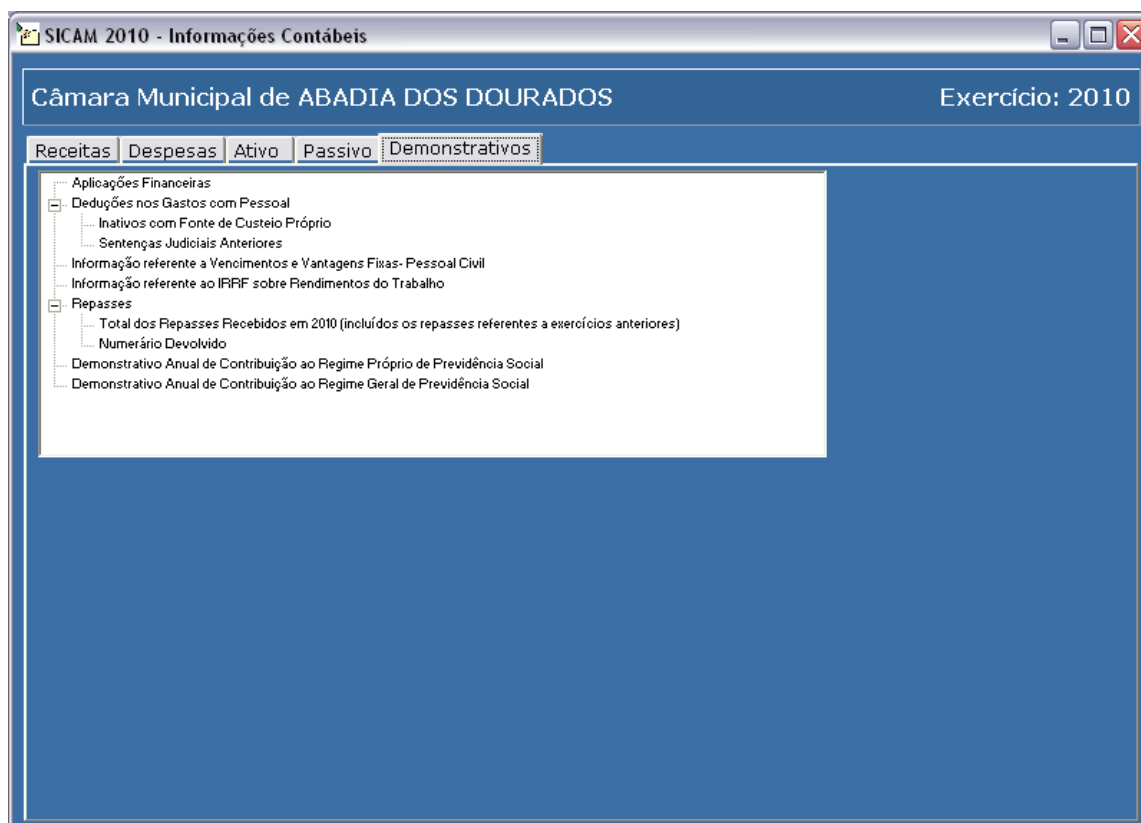 SICAM 2010 - Informações Contábeis
Câmara Municipal de ABADIA DOS DOURADOS Exercício: 2010
Receitas Despesas Ativo Passivo Demonstrativos
Aplicações Financeiras
Deduções nos Gastos com Pessoal
Inativos com Fonte de Custeio Próprio
Sentenças Judiciais Anteriores
Informação referente a Vencimentos e Vantagens Fixas- Pessoal Civil
Informação referente ao IRRF sobre Rendimentos do Trabalho
Repasses
Total dos Repasses Recebidos em 2010 (incluídos os repasses referentes a exercícios anteriores)
Numerário Devolvido
Demonstrativo Anual de Contribuição ao Regime Próprio de Previdência Social
Demonstrativo Anual de Contribuição ao Regime Geral de Previdência Social